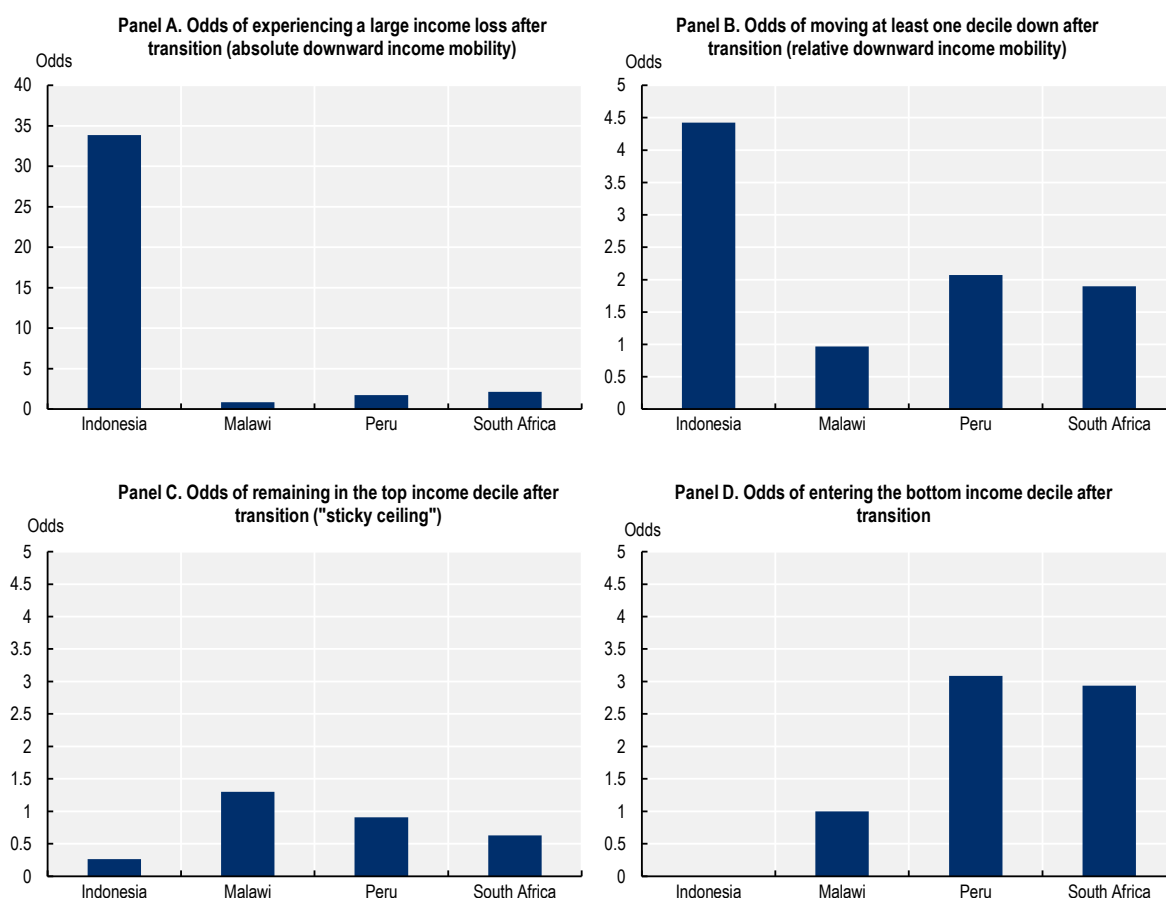 Panel A. Odds of experiencing a large income loss after
transition (absolute downward income mobility)
Odds
40
35
30
25
20
15
10
5
0
Indonesia Malawi Peru South Africa
Panel B. Odds of moving at least one decile down after
transition (relative downward income mobility)
Odds
5
4.5
4
3.5
3
2.5
2
1.5
1
0.5
0
Indonesia Malawi Peru South Africa
Panel C. Odds of remaining in the top income decile after
transition ("sticky ceiling")
Odds
5
4.5
4
3.5
3
2.5
2
1.5
1
0.5
0
Indonesia Malawi Peru South Africa
Panel D. Odds of entering the bottom income decile after
transition
Odds
5
4.5
4
3.5
3
2.5
2
1.5
1
0.5
0
Indonesia Malawi Peru South Africa